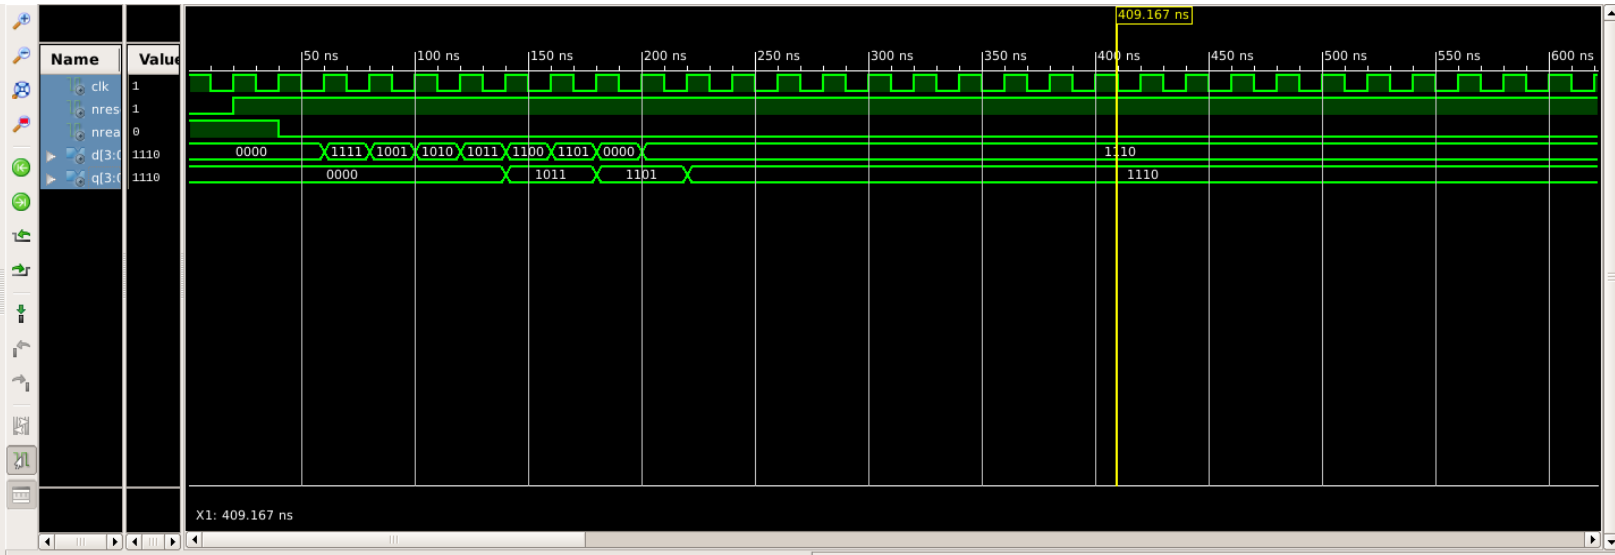 409.167 ns
Name Value
50 ns 100 ns 150 ns 200 ns 250 ns 300 ns 350 ns 400 ns 450 ns 500 ns 550 ns 600 ns
clk 1
nres 1
nrea 0
d[3:0 1110 0000 1111 1001 1010 1011 1100 1101 0000 1110
q[3:0 1110 0000 1011 1101 1110
X1: 409.167 ns